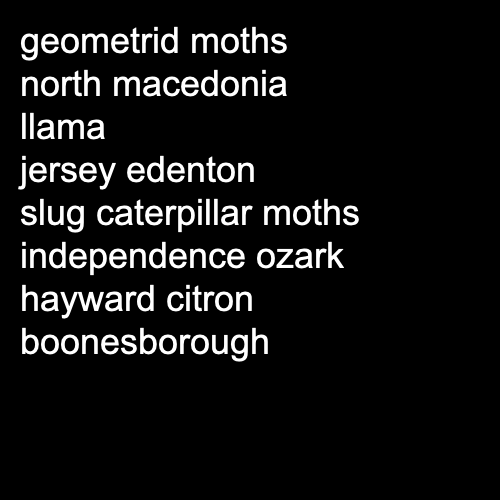 geometrid moths
north macedonia
llama
jersey edenton
slug caterpillar moths
independence ozark
hayward citron
boonesborough